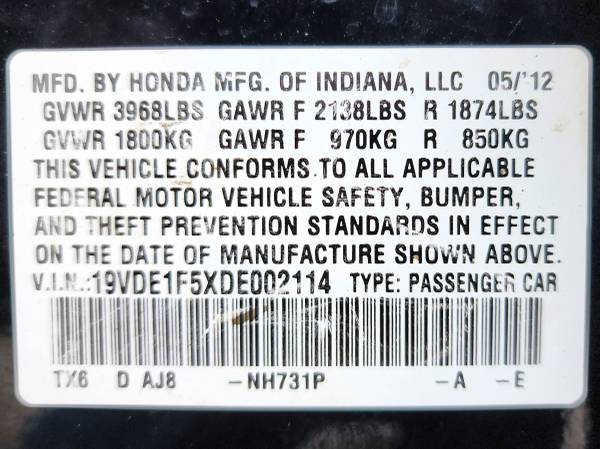 MFD. BY HONDA MFG. OF INDIANA, LLC 05/'12
GVWR 3968LBS GAWR F 2138LBS R 1874LBS
GVWR 1800KG GAWR F 970KG R 850KG
THIS VEHICLE CONFORMS TO ALL APPLICABLE
FEDERAL MOTOR VEHICLE SAFETY, BUMPER,
AND THEFT PREVENTION STANDARDS IN EFFECT
ON THE DATE OF MANUFACTURE SHOWN ABOVE.
V.I.N.:19VDE1F5XDE002114 TYPE: PASSENGER CAR
TX6 D AJ8 -NH731P -A -E